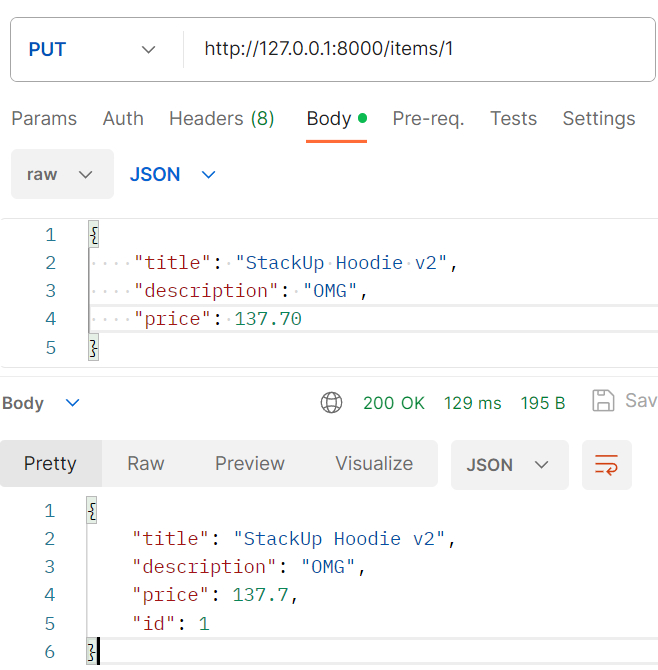 PUT http://127.0.0.1:8000/items/1
Params Auth Headers (8) Body Pre-req. Tests Settings
raw JSON
1 {
2 "title": "StackUp Hoodie v2",
3 "description": "OMG",
4 "price": 137.70
5 }
Body 200 OK 129 ms 195 B Sav
Pretty Raw Preview Visualize JSON
1 {
2 "title": "StackUp Hoodie v2",
3 "description": "OMG",
4 "price": 137.7,
5 "id": 1
6 }